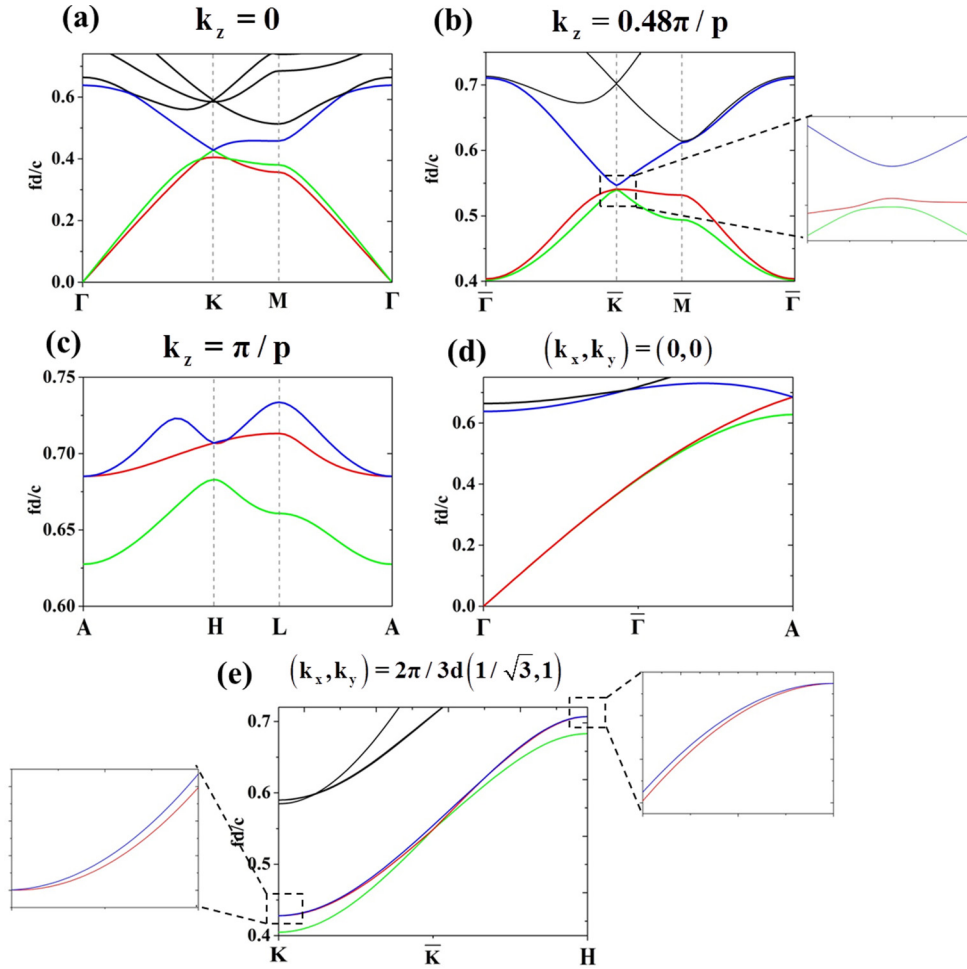 (a) k_z = 0
0.6
0.4
0.2
0.0
fd/c
Γ K M Γ
(b) k_z = 0.48π / p
0.7
0.6
0.5
0.4
fd/c
Γ̅ K̅ M̅ Γ̅
(c) k_z = π / p
0.75
0.70
0.65
0.60
fd/c
A H L A
(d) (k_x, k_y) = (0,0)
0.6
0.4
0.2
0.0
fd/c
Γ Γ̅ A
(e) (k_x, k_y) = 2π / 3d (1/√3, 1)
0.7
0.6
0.5
0.4
fd/c
K K̅ H